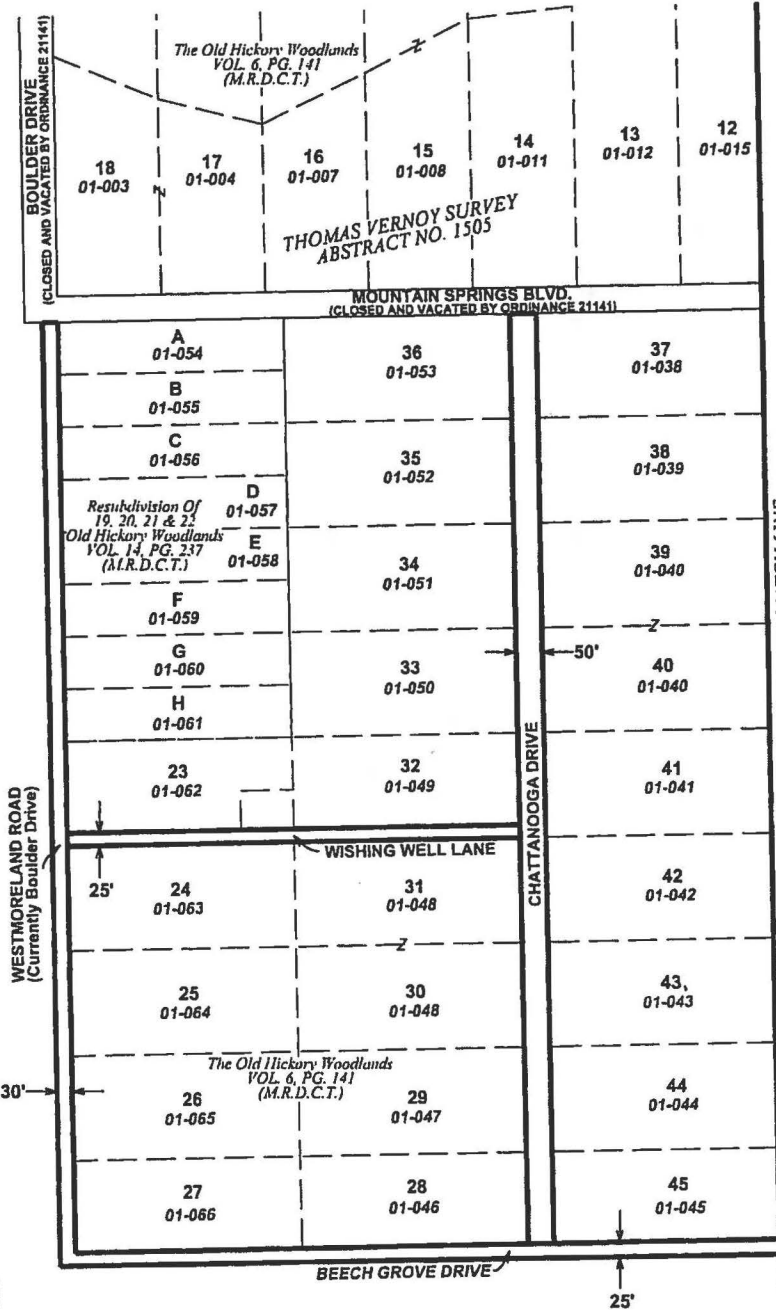 BOULDER DRIVE
(CLOSED AND VACATED BY ORDINANCE 21141)
The Old Hickory Woodlands
VOL. 6, PG. 141
(M.R.D.C.T.)
Z
18
01-003
Z
17
01-004
16
01-007
15
01-008
14
01-011
13
01-012
12
01-015
THOMAS VERNOY SURVEY
ABSTRACT NO. 1505
MOUNTAIN SPRINGS BLVD.
(CLOSED AND VACATED BY ORDINANCE 21141)
A
01-054
B
01-055
C
01-056
D
01-057
Resubdivision Of
19, 20, 21 & 22
Old Hickory Woodlands
VOL. 14, PG. 237
(M.R.D.C.T.)
E
01-058
F
01-059
G
01-060
H
01-061
23
01-062
36
01-053
35
01-052
34
01-051
33
01-050
32
01-049
37
01-038
38
01-039
39
01-040
Z
50'
40
01-040
41
01-041
CHATTANOOGA DRIVE
WESTMORELAND ROAD
(Currently Boulder Drive)
25'
WISHING WELL LANE
24
01-063
31
01-048
Z
42
01-042
25
01-064
30
01-048
43,
01-043
The Old Hickory Woodlands
VOL. 6, PG. 141
(M.R.D.C.T.)
30'
26
01-065
29
01-047
44
01-044
27
01-066
28
01-046
45
01-045
BEECH GROVE DRIVE
25'